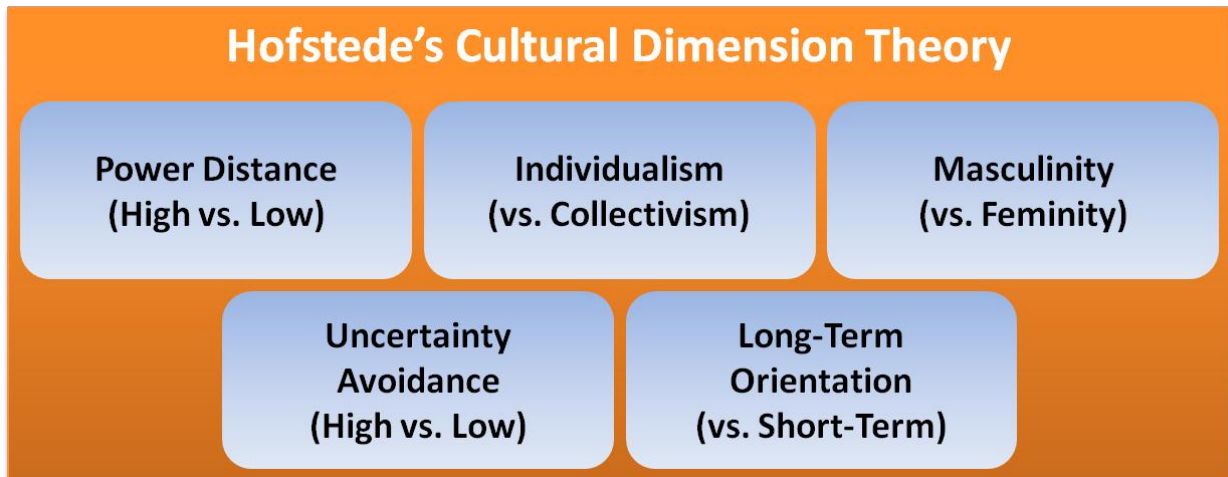 Hofstede’s Cultural Dimension Theory
Power Distance
(High vs. Low)
Individualism
(vs. Collectivism)
Masculinity
(vs. Feminity)
Uncertainty
Avoidance
(High vs. Low)
Long-Term
Orientation
(vs. Short-Term)